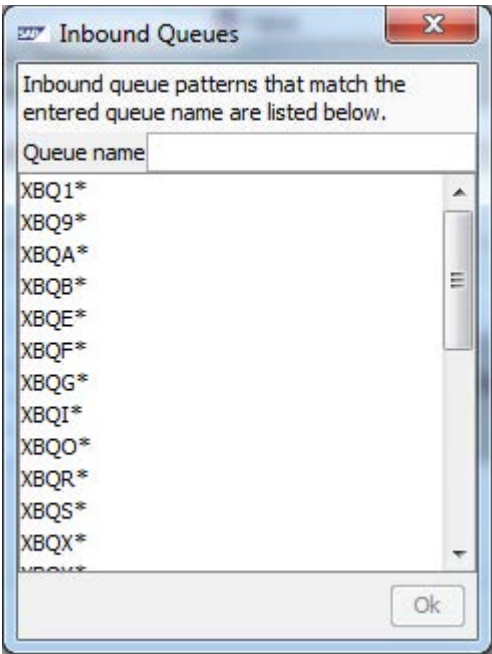 SAP Inbound Queues
Inbound queue patterns that match the
entered queue name are listed below.
Queue name
XBQ1*
XBQ9*
XBQA*
XBQB*
XBQE*
XBQF*
XBQG*
XBQI*
XBQO*
XBQR*
XBQS*
XBQX*
Ok